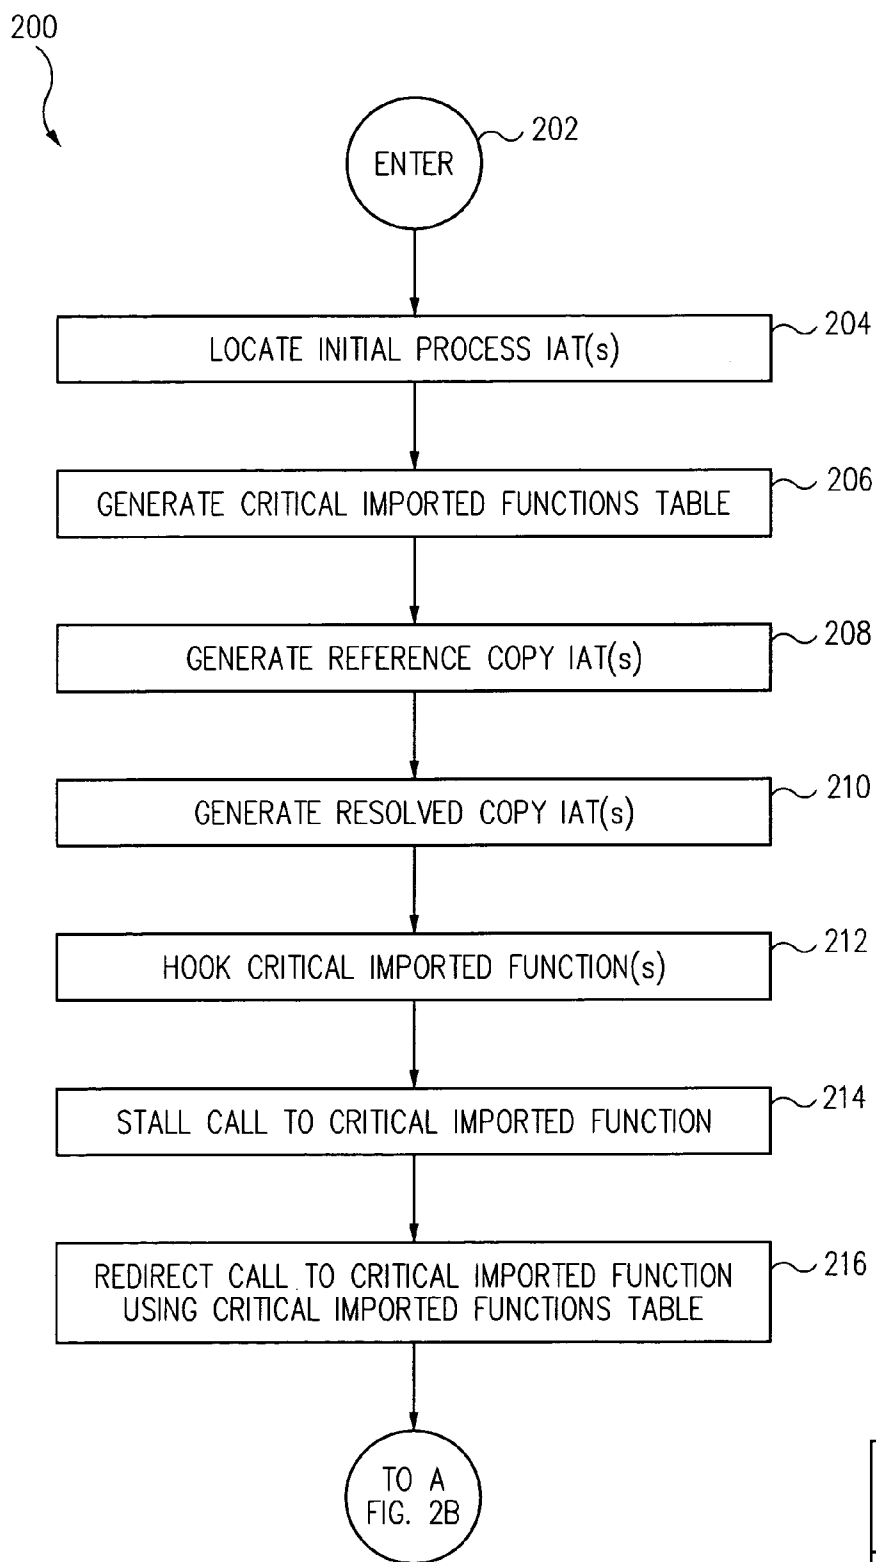 200
ENTER
202
LOCATE INITIAL PROCESS IAT(s)
204
GENERATE CRITICAL IMPORTED FUNCTIONS TABLE
206
GENERATE REFERENCE COPY IAT(s)
208
GENERATE RESOLVED COPY IAT(s)
210
HOOK CRITICAL IMPORTED FUNCTION(s)
212
STALL CALL TO CRITICAL IMPORTED FUNCTION
214
REDIRECT CALL TO CRITICAL IMPORTED FUNCTION
USING CRITICAL IMPORTED FUNCTIONS TABLE
216
TO A
FIG. 2B